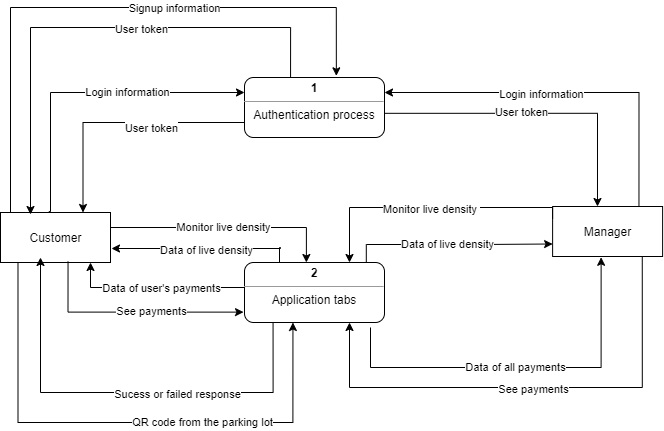 Signup information
User token
1
Login information
Login information
Authentication process
User token
User token
Monitor live density
Customer
Monitor live density
Manager
Data of live density
Data of live density
2
Data of user's payments
Application tabs
See payments
Data of all payments
See payments
Sucess or failed response
QR code from the parking lot